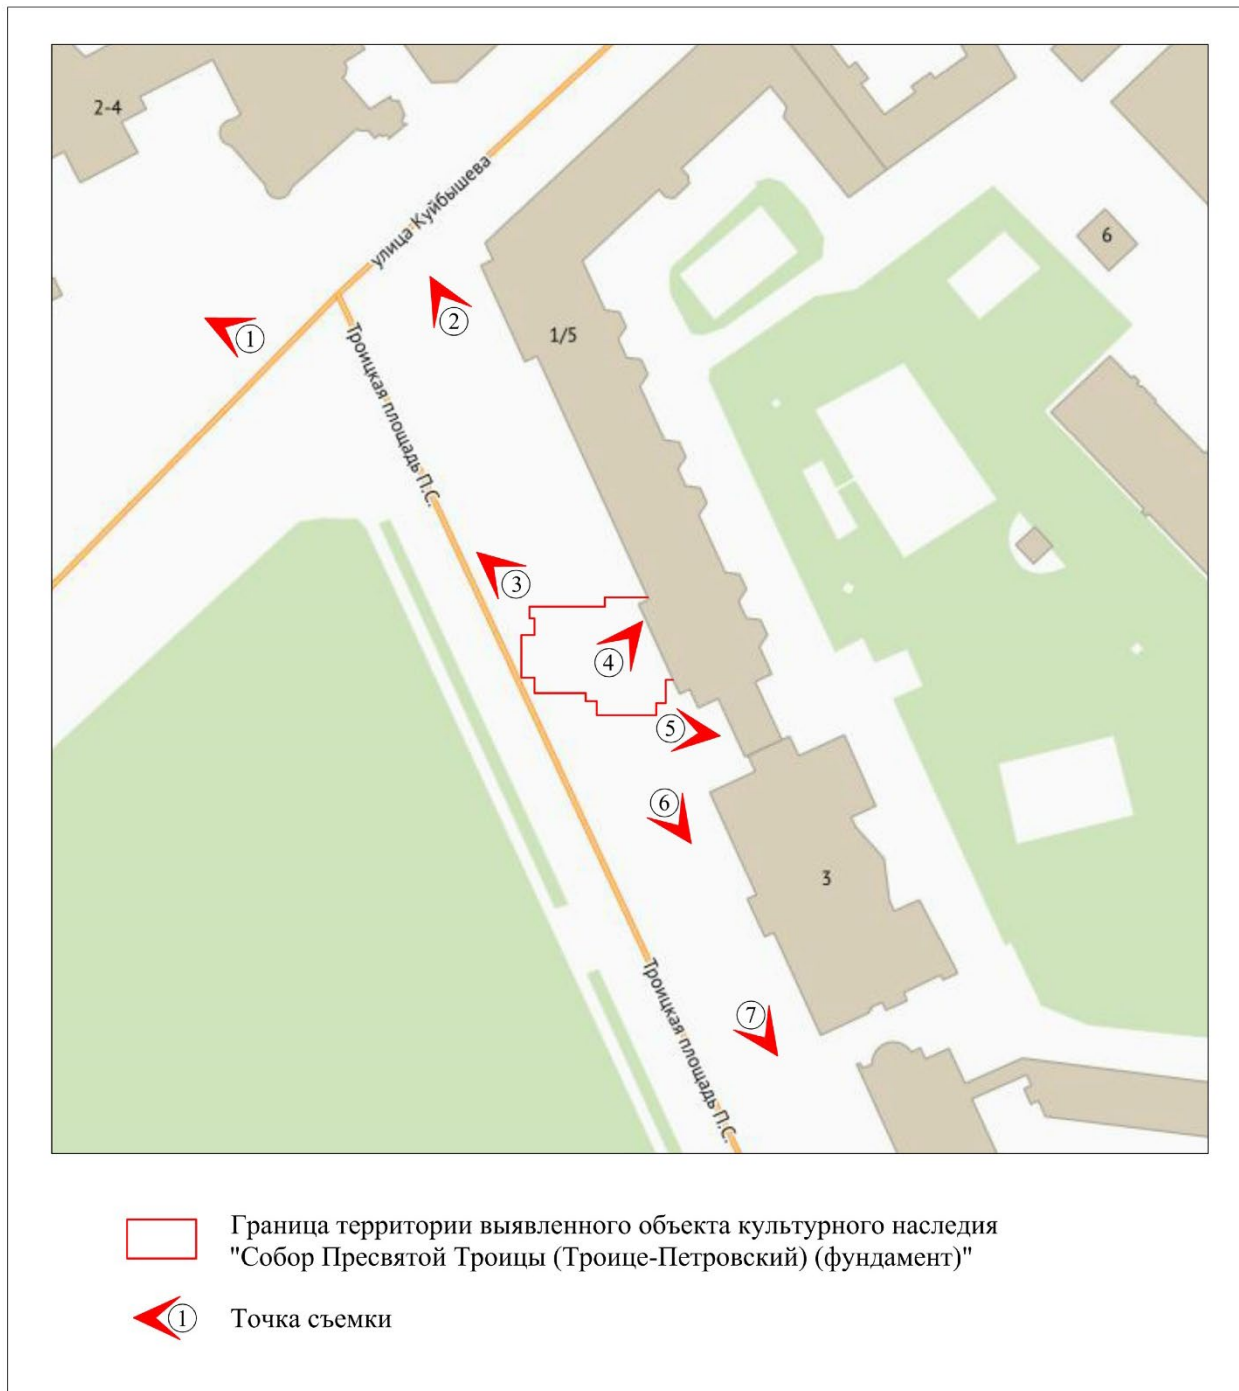 2-4
улица Куйбышева
6
1/5
1
2
Троицкая площадь П.С.
3
4
5
6
3
Троицкая площадь П.С.
7
Граница территории выявленного объекта культурного наследия
"Собор Пресвятой Троицы (Троице-Петровский) (фундамент)"
1
Точка съемки